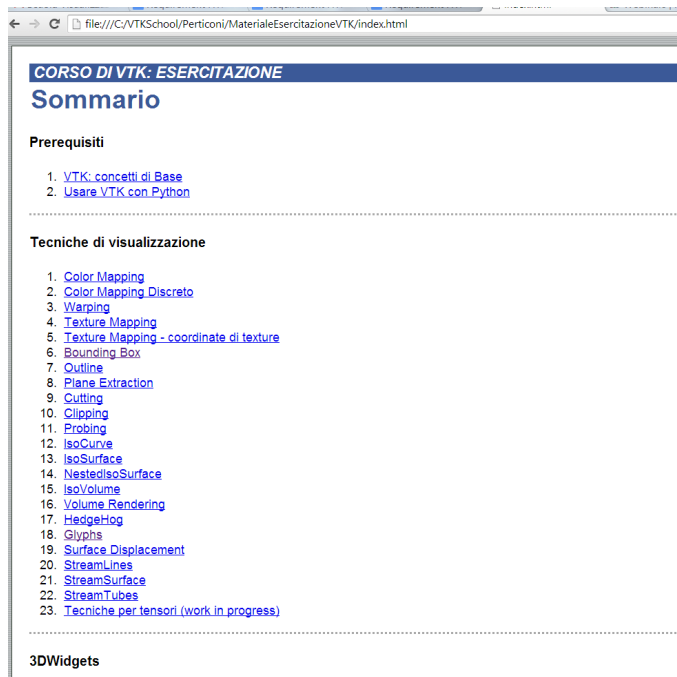 file:///C:/VTKSchool/Perticoni/MaterialeEsercitazioneVTK/index.html
CORSO DI VTK: ESERCITAZIONE
Sommario
Prerequisiti
1. VTK: concetti di Base
2. Usare VTK con Python
Tecniche di visualizzazione
1. Color Mapping
2. Color Mapping Discreto
3. Warping
4. Texture Mapping
5. Texture Mapping - coordinate di texture
6. Bounding Box
7. Outline
8. Plane Extraction
9. Cutting
10. Clipping
11. Probing
12. IsoCurve
13. IsoSurface
14. NestedIsoSurface
15. IsoVolume
16. Volume Rendering
17. HedgeHog
18. Glyphs
19. Surface Displacement
20. StreamLines
21. StreamSurface
22. StreamTubes
23. Tecniche per tensori (work in progress)
3DWidgets